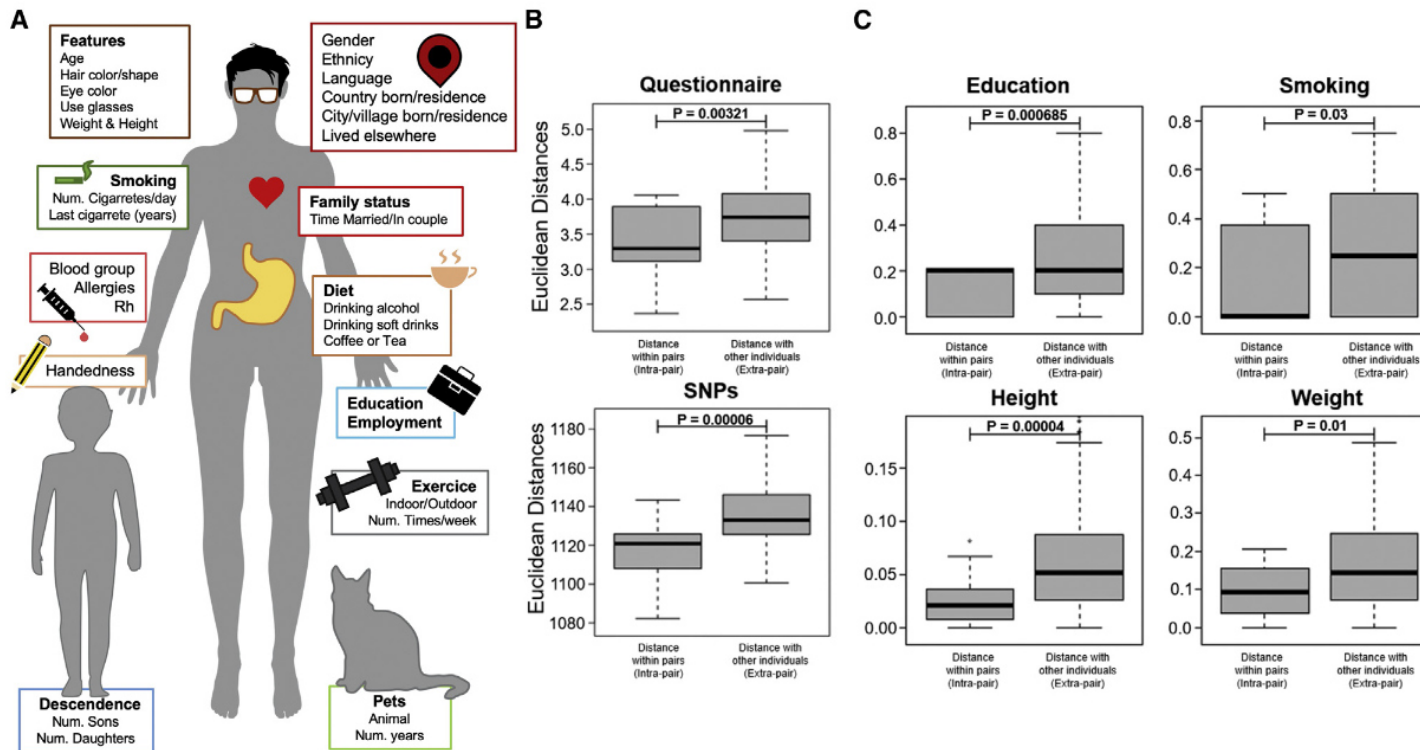 A
Features
Age
Hair color/shape
Eye color
Use glasses
Weight & Height
Gender
Ethnicy
Language
Country born/residence
City/village born/residence
Lived elsewhere
Smoking
Num. Cigarretes/day
Last cigarrete (years)
Family status
Time Married/In couple
Blood group
Allergies
Rh
Diet
Drinking alcohol
Drinking soft drinks
Coffee or Tea
Handedness
Education
Employment
Exercice
Indoor/Outdoor
Num. Times/week
Descendence
Num. Sons
Num. Daughters
Pets
Animal
Num. years
B
Questionnaire
P = 0.00321
Euclidean Distances
5.0
4.5
4.0
3.5
3.0
2.5
Distance
within pairs
(Intra-pair)
Distance with
other individuals
(Extra-pair)
SNPs
P = 0.00006
Euclidean Distances
1180
1160
1140
1120
1100
1080
Distance
within pairs
(Intra-pair)
Distance with
other individuals
(Extra-pair)
C
Education
P = 0.000685
0.8
0.6
0.4
0.2
0.0
Distance
within pairs
(Intra-pair)
Distance with
other individuals
(Extra-pair)
Smoking
P = 0.03
0.8
0.6
0.4
0.2
0.0
Distance
within pairs
(Intra-pair)
Distance with
other individuals
(Extra-pair)
Height
P = 0.00004
0.15
0.10
0.05
0.00
Distance
within pairs
(Intra-pair)
Distance with
other individuals
(Extra-pair)
Weight
P = 0.01
0.5
0.4
0.3
0.2
0.1
0.0
Distance
within pairs
(Intra-pair)
Distance with
other individuals
(Extra-pair)